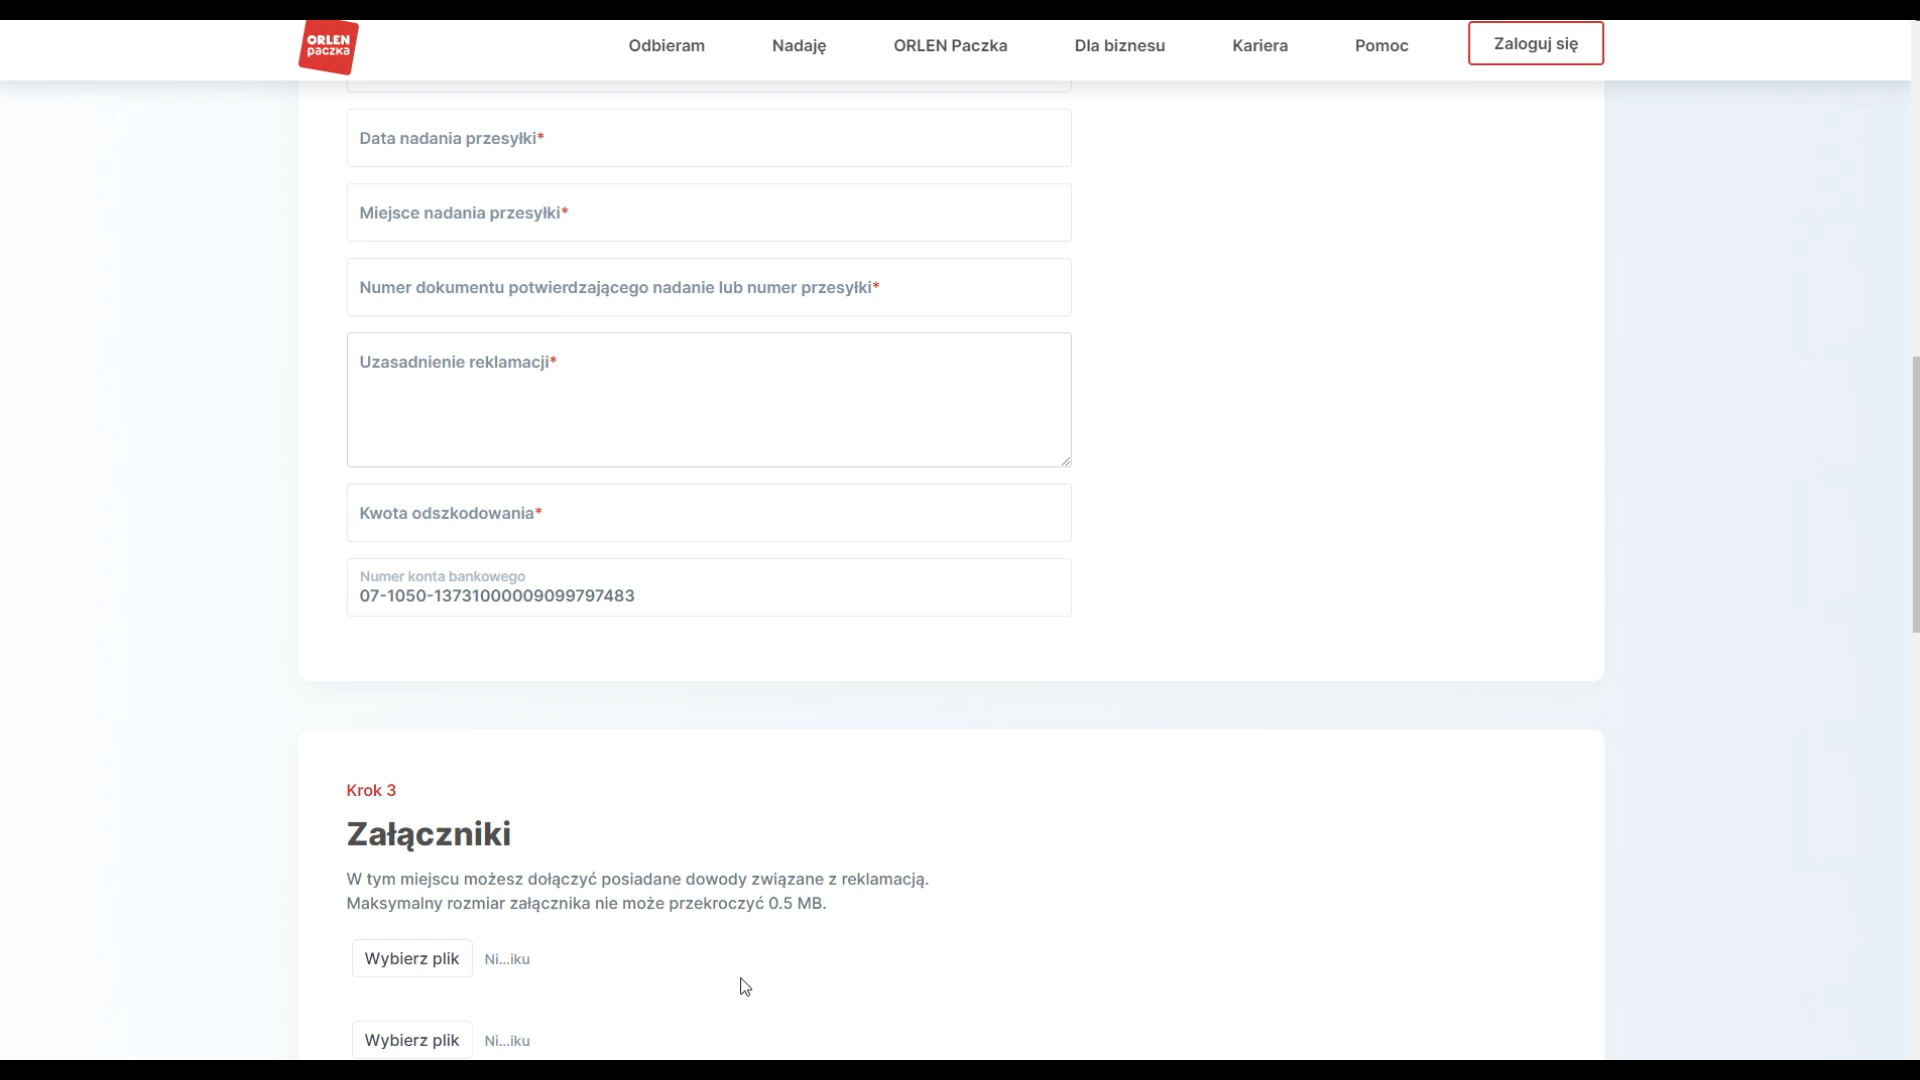 ORLEN
paczka
Odbieram
Nadaję
ORLEN Paczka
Dla biznesu
Kariera
Pomoc
Zaloguj się
Data nadania przesyłki*
Miejsce nadania przesyłki*
Numer dokumentu potwierdzającego nadanie lub numer przesyłki*
Uzasadnienie reklamacji*
Kwota odszkodowania*
Numer konta bankowego
07-1050-13731000009099797483
Krok 3
Załączniki
W tym miejscu możesz dołączyć posiadane dowody związane z reklamacją.
Maksymalny rozmiar załącznika nie może przekroczyć 0.5 MB.
Wybierz plik Ni...iku
Wybierz plik Ni...iku